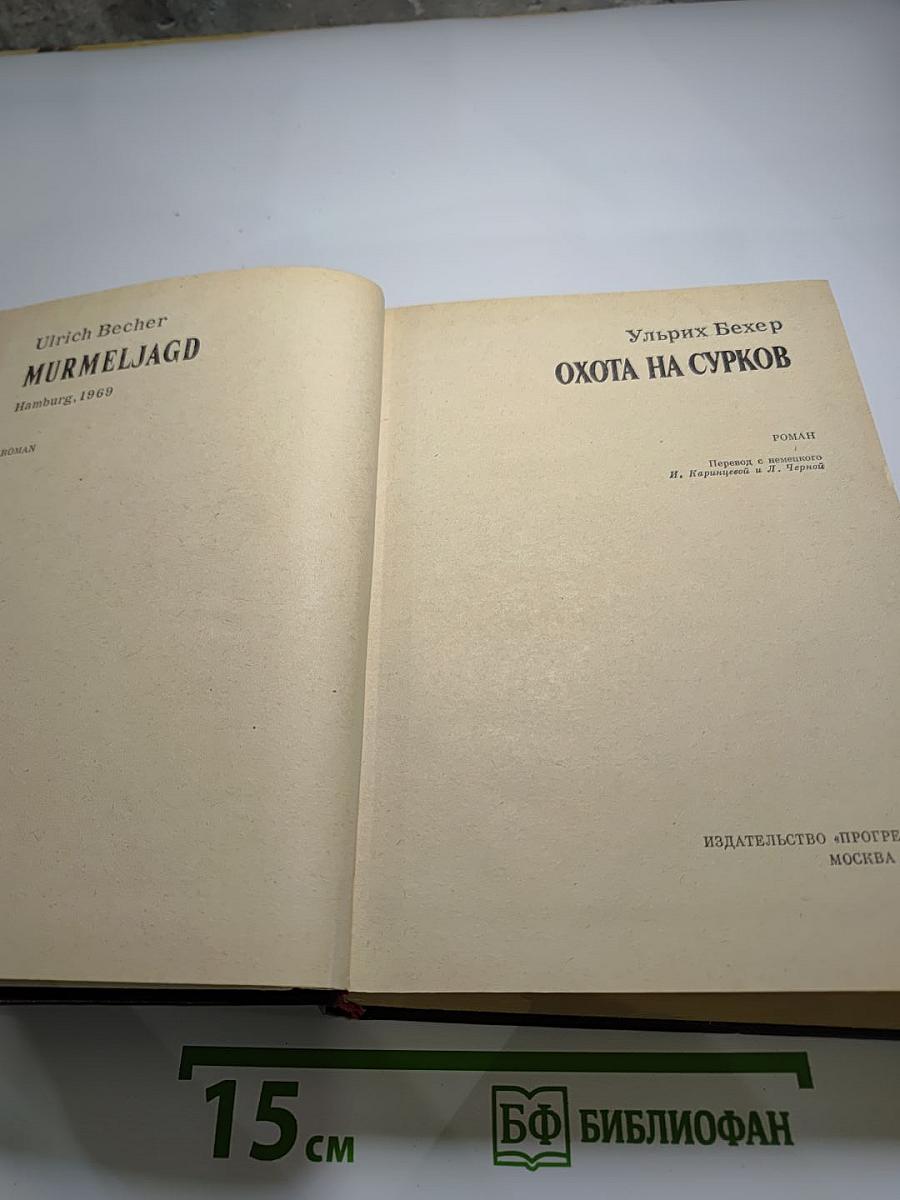 Ulrich Becher
MURMELJAGD
Hamburg, 1969
ROMAN
Ульрих Бехер
ОХОТА НА СУРКОВ
РОМАН
Перевод с немецкого
И. Каринцевой и Л. Черной
ИЗДАТЕЛЬСТВО «ПРОГРЕ
МОСКВА
15 см
БФ БИБЛИОФАН